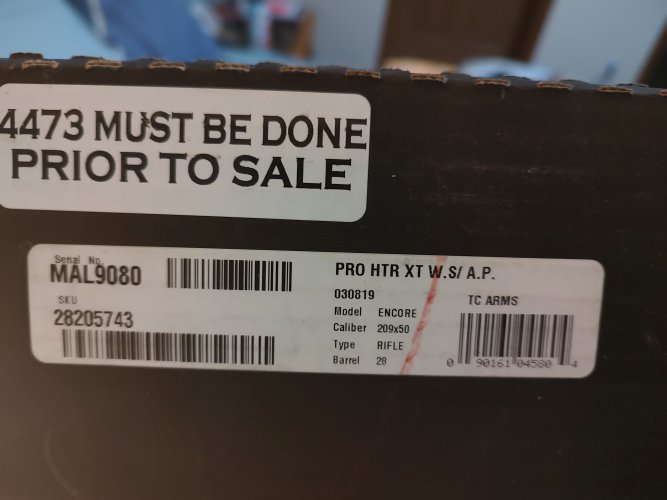 4473 MUST BE DONE
PRIOR TO SALE
Serial No.
MAL9080
SKU
28205743
PRO HTR XT W.S/ A.P.
030819
TC ARMS
Model ENCORE
Caliber 209x50
Type RIFLE
Barrel 28
0 90161 04580 4